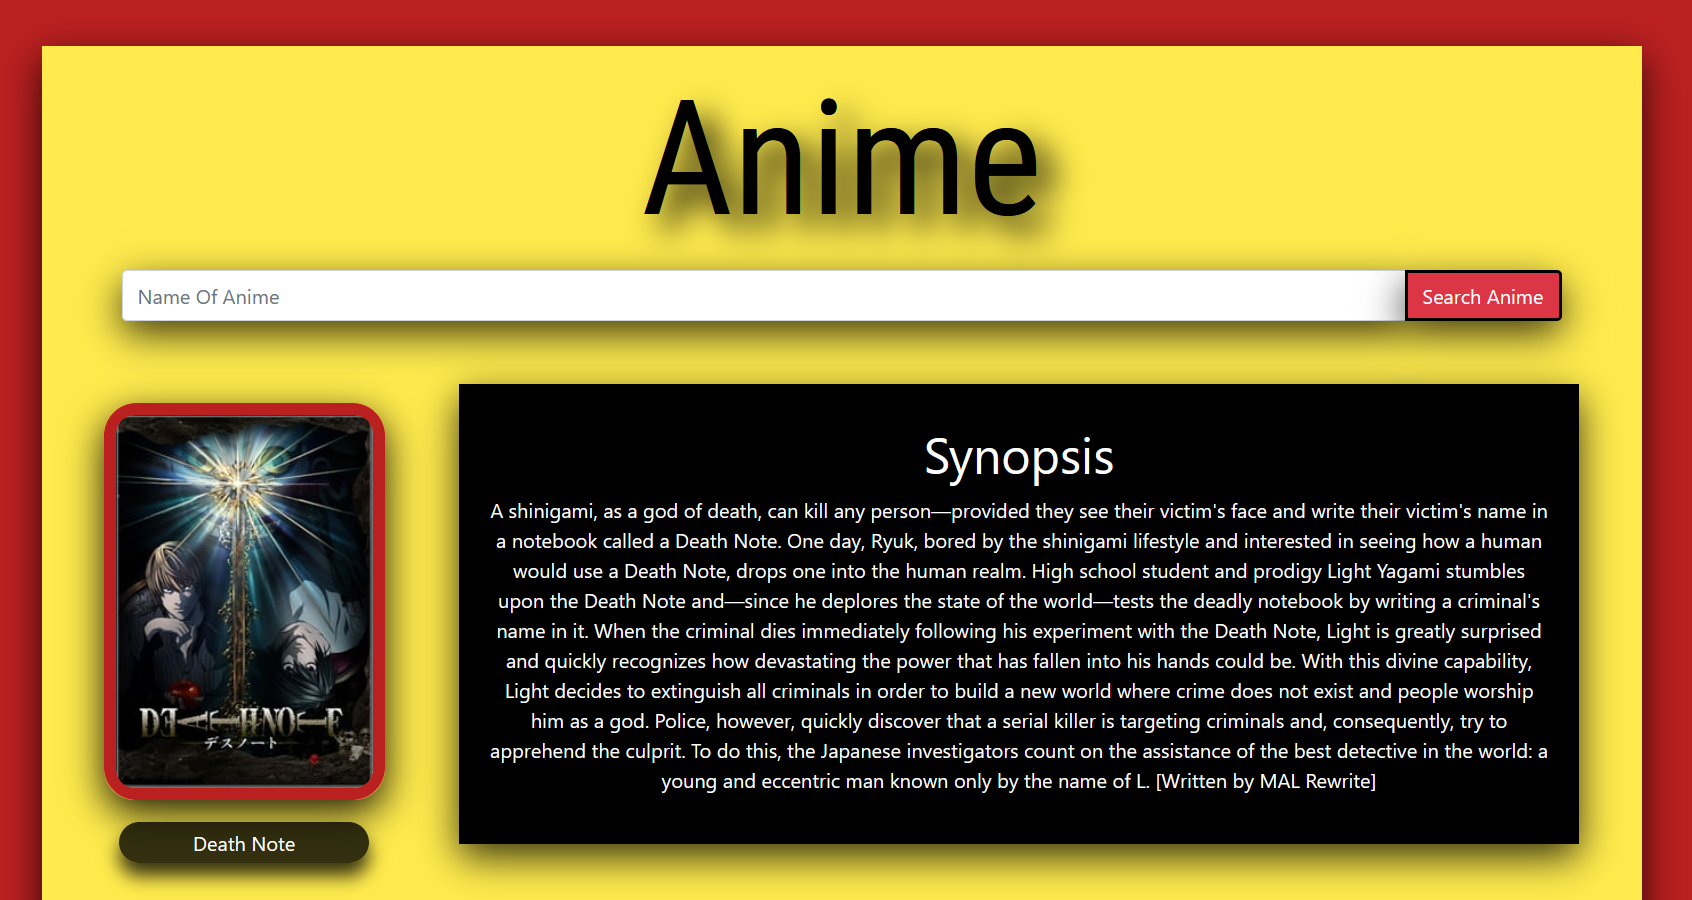 Anime
Name Of Anime
Search Anime
DEATH NOTE
デスノート
Death Note
Synopsis
A shinigami, as a god of death, can kill any person—provided they see their victim's face and write their victim's name in
a notebook called a Death Note. One day, Ryuk, bored by the shinigami lifestyle and interested in seeing how a human
would use a Death Note, drops one into the human realm. High school student and prodigy Light Yagami stumbles
upon the Death Note and—since he deplores the state of the world—tests the deadly notebook by writing a criminal's
name in it. When the criminal dies immediately following his experiment with the Death Note, Light is greatly surprised
and quickly recognizes how devastating the power that has fallen into his hands could be. With this divine capability,
Light decides to extinguish all criminals in order to build a new world where crime does not exist and people worship
him as a god. Police, however, quickly discover that a serial killer is targeting criminals and, consequently, try to
apprehend the culprit. To do this, the Japanese investigators count on the assistance of the best detective in the world: a
young and eccentric man known only by the name of L. [Written by MAL Rewrite]